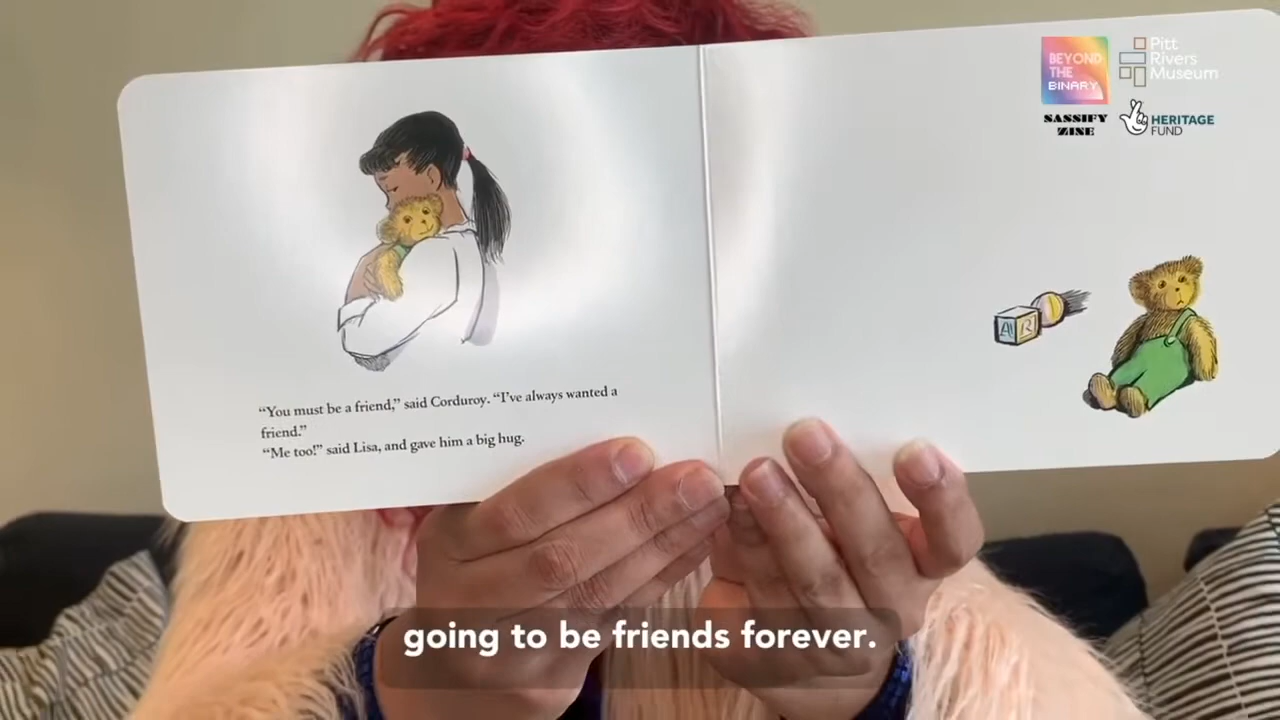 BEYOND
THE
BINARY
Pitt
Rivers
Museum
SASSIFY
ZINE
HERITAGE
FUND
"You must be a friend," said Corduroy. "I've always wanted a
friend."
"Me too!" said Lisa, and gave him a big hug.
A
R
going to be friends forever.